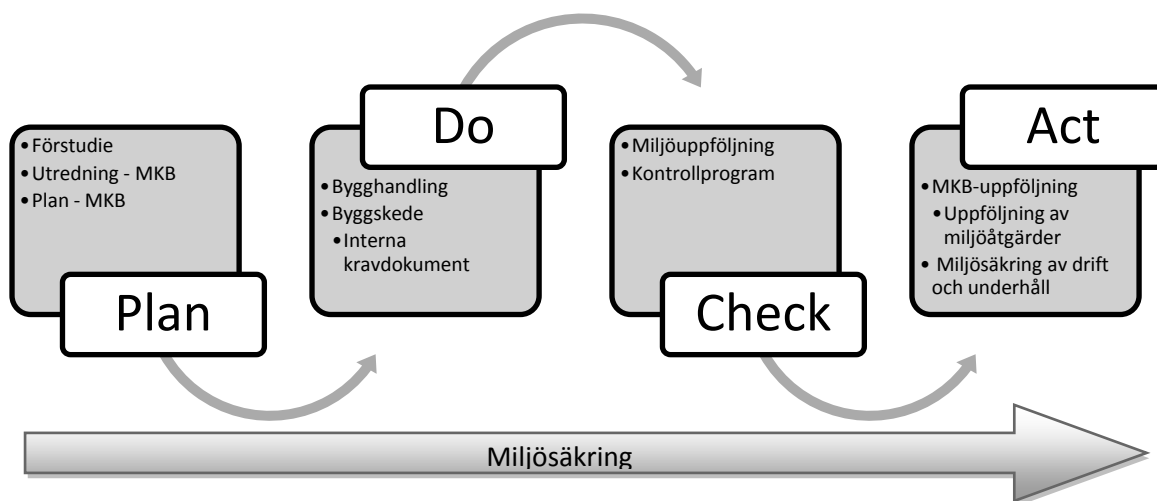 •Förstudie
•Utredning - MKB
•Plan - MKB
Plan
Do
•Bygghandling
•Byggskede
•Interna
kravdokument
•Miljöuppföljning
•Kontrollprogram
Check
Act
•MKB-uppföljning
•Uppföljning av
miljöåtgärder
• Miljösäkring av drift
och underhåll
Miljösäkring